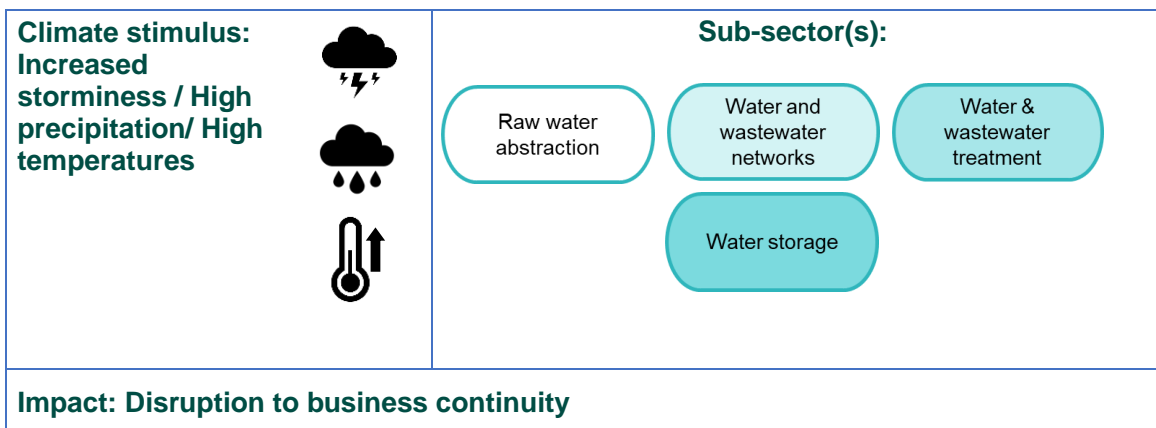 Climate stimulus:
Increased
storminess / High
precipitation/ High
temperatures
Sub-sector(s):
Raw water
abstraction
Water and
wastewater
networks
Water &
wastewater
treatment
Water storage
Impact: Disruption to business continuity